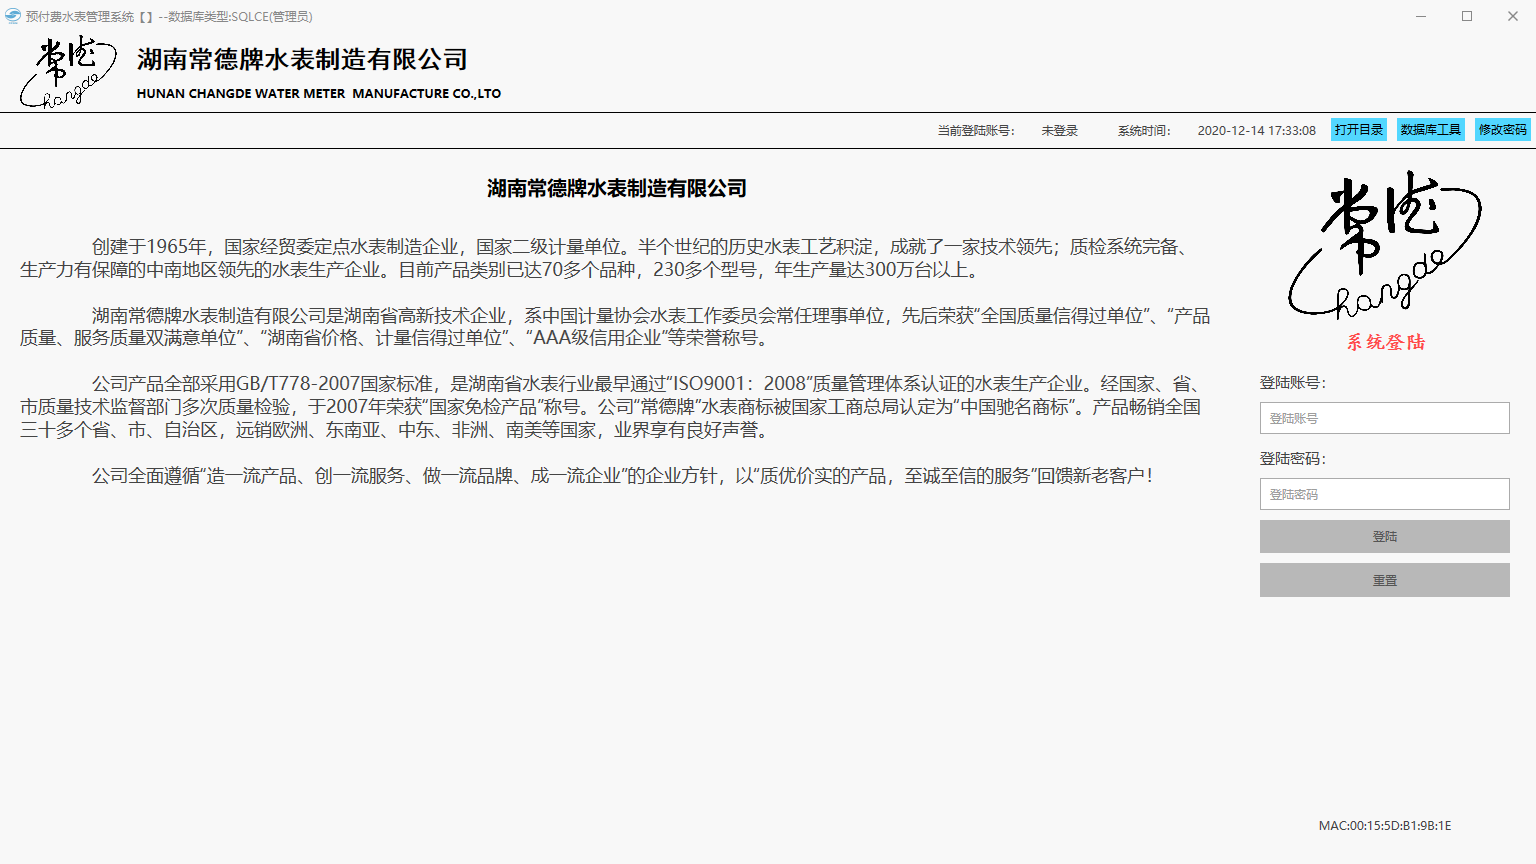 预付费水表管理系统【 】--数据库类型:SQLCE(管理员)
常德
Changde
湖南常德牌水表制造有限公司
HUNAN CHANGDE WATER METER  MANUFACTURE CO.,LTO
当前登陆账号： 未登录 系统时间： 2020-12-14 17:33:08 打开目录 数据库工具 修改密码
湖南常德牌水表制造有限公司
创建于1965年，国家经贸委定点水表制造企业，国家二级计量单位。半个世纪的历史水表工艺积淀，成就了一家技术领先；质检系统完备、
生产力有保障的中南地区领先的水表生产企业。目前产品类别已达70多个品种，230多个型号，年生产量达300万台以上。
湖南常德牌水表制造有限公司是湖南省高新技术企业，系中国计量协会水表工作委员会常任理事单位，先后荣获“全国质量信得过单位”、“产品
质量、服务质量双满意单位”、“湖南省价格、计量信得过单位”、“AAA级信用企业”等荣誉称号。
公司产品全部采用GB/T778-2007国家标准，是湖南省水表行业最早通过“ISO9001：2008”质量管理体系认证的水表生产企业。经国家、省、
市质量技术监督部门多次质量检验，于2007年荣获“国家免检产品”称号。公司“常德牌”水表商标被国家工商总局认定为“中国驰名商标”。产品畅销全国
三十多个省、市、自治区，远销欧洲、东南亚、中东、非洲、南美等国家，业界享有良好声誉。
公司全面遵循“造一流产品、创一流服务、做一流品牌、成一流企业”的企业方针，以“质优价实的产品，至诚至信的服务”回馈新老客户！
常德
Changde
系统登陆
登陆账号：
登陆账号
登陆密码：
登陆密码
登陆
重置
MAC:00:15:5D:B1:9B:1E